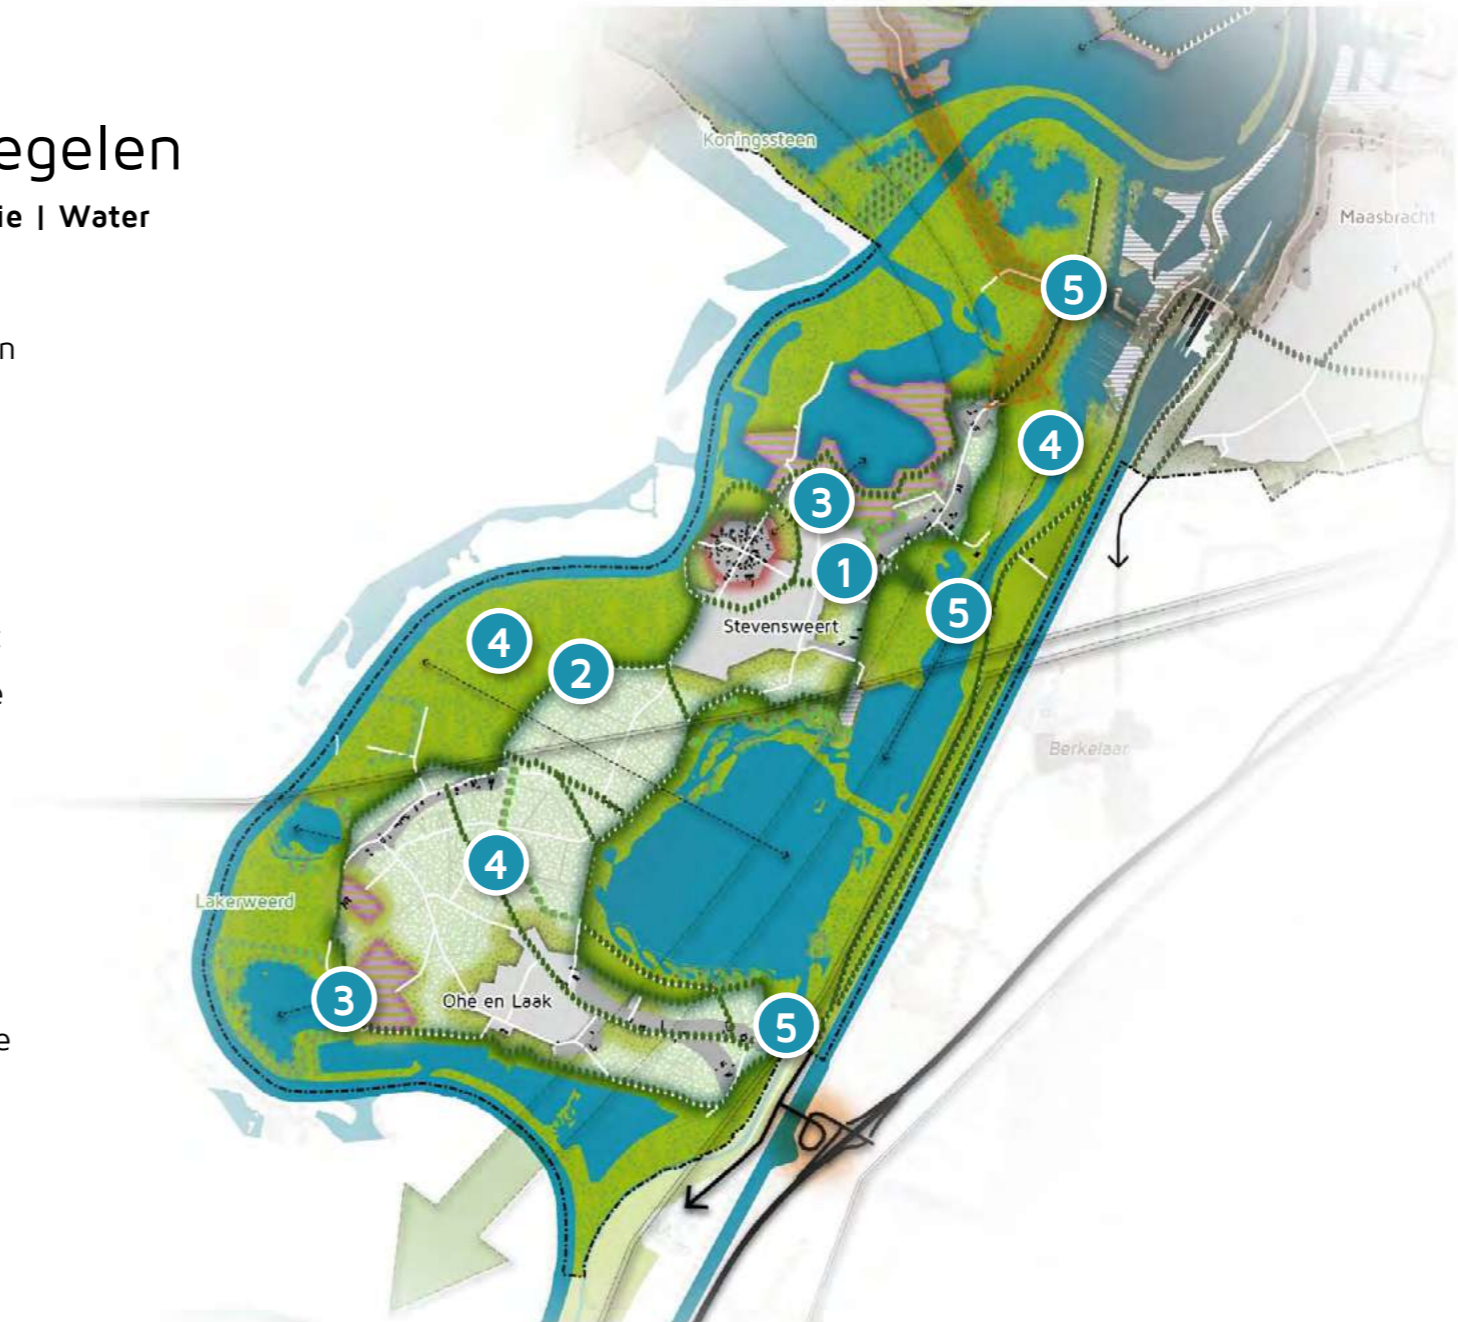 egelen
ie | Water
n
e
e
Koningssteen
Maasbracht
5
4
3
1
Stevensweert
5
4
2
Berkelaar
4
Lakerweerd
3
Ohe en Laak
5